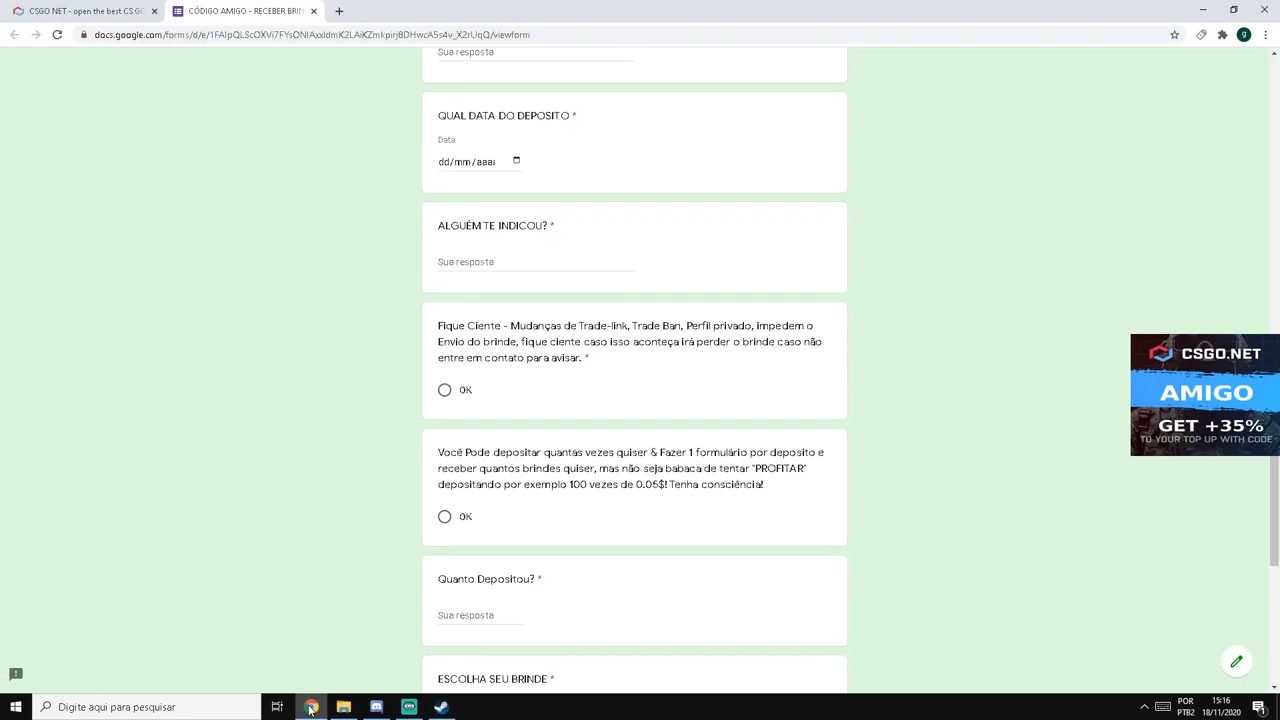 CSGO.NET - open the best CS GO
CÓDIGO AMIGO - RECEBER BRIN
docs.google.com/forms/d/e/1FAIpQLScOXVi7FYsONIAxxldmK2LAiKZmkpirj8DHwcA5s4v_X2rUqQ/viewform
g
Sua resposta
QUAL DATA DO DEPOSITO *
Data
dd/mm/aaaa
ALGUÉM TE INDICOU? *
Sua resposta
Fique Ciente - Mudanças de Trade-link, Trade Ban, Perfil privado, impedem o
Envio do brinde, fique ciente caso isso aconteça irá perder o brinde caso não
entre em contato para avisar. *
OK
Você Pode depositar quantas vezes quiser & Fazer 1 formulário por deposito e
receber quantos brindes quiser, mas não seja babaca de tentar "PROFITAR"
depositando por exemplo 100 vezes de 0.05$! Tenha consciência!
OK
Quanto Depositou? *
Sua resposta
ESCOLHA SEU BRINDE *
CSGO.NET
AMIGO
GET +35%
TO YOUR TOP UP WITH CODE
Digite aqui para pesquisar
POR
PTB2
15:16
18/11/2020
1